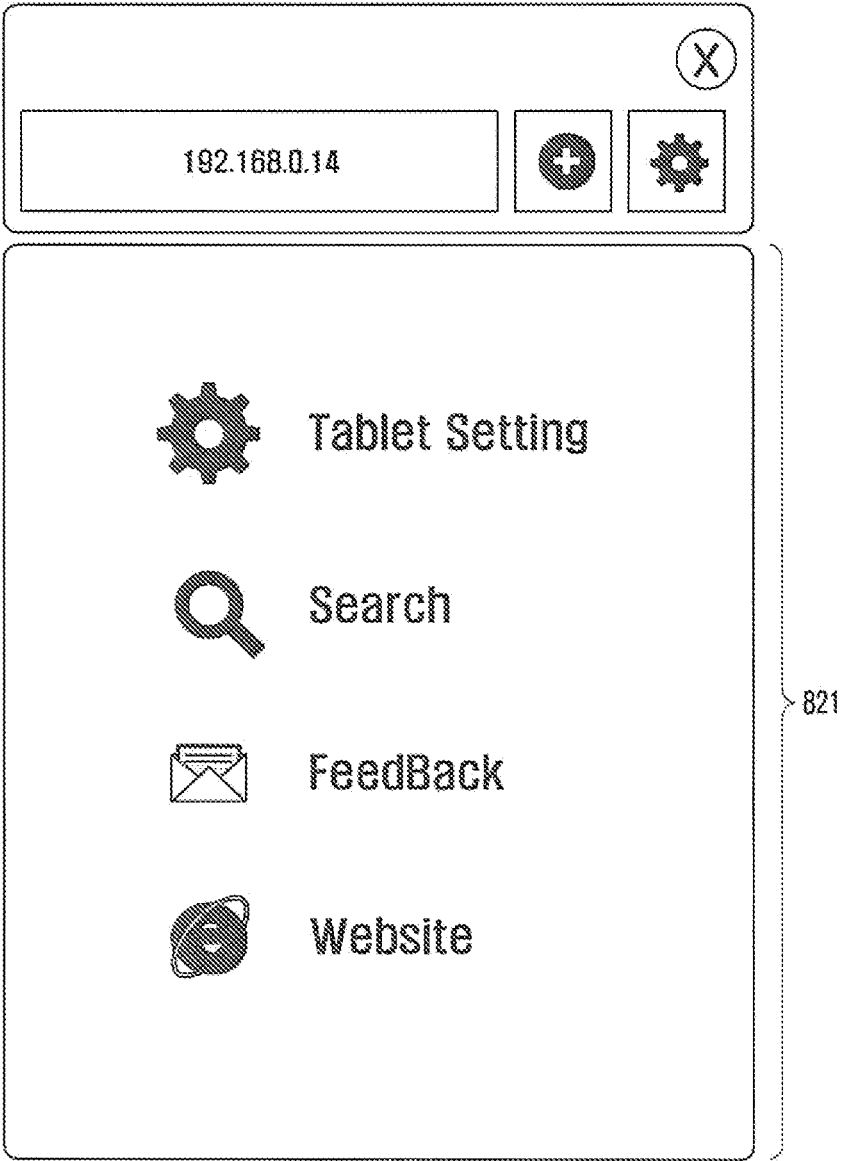 X
192.168.0.14
Tablet Setting
Search
821
FeedBack
Website